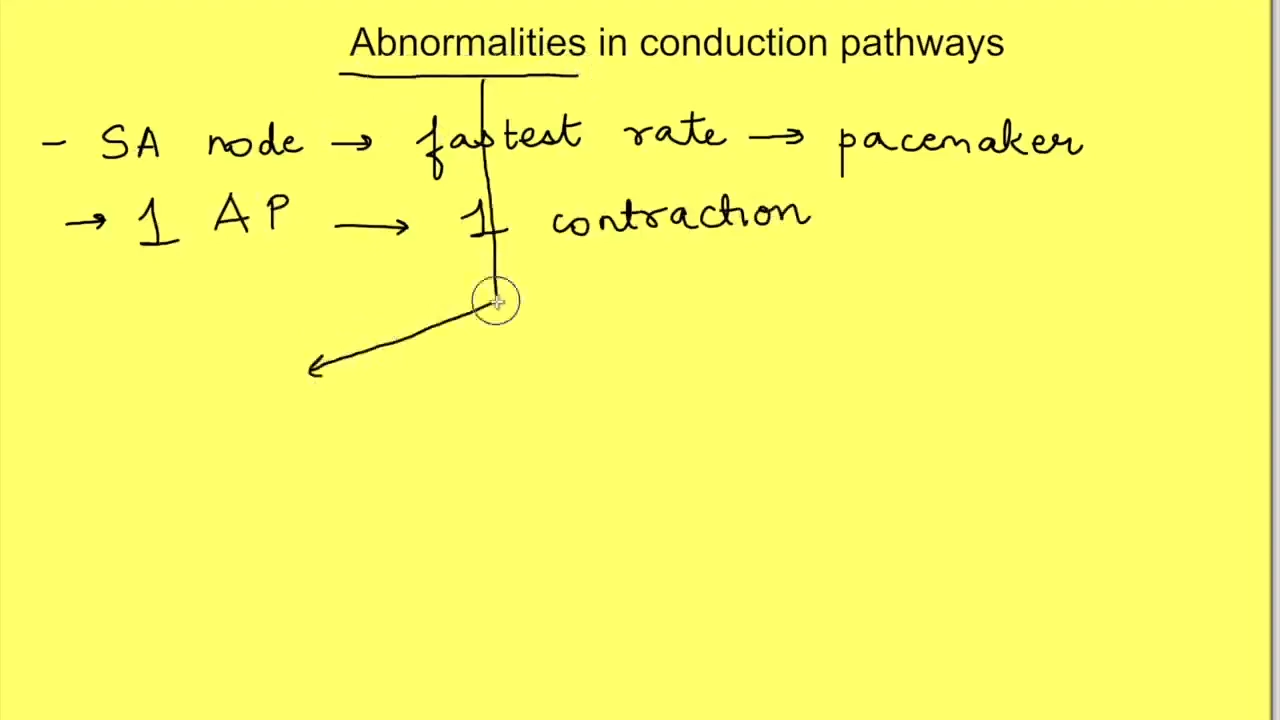 Abnormalities in conduction pathways
- SA node → fastest rate → pacemaker
→ 1 AP → 1 contraction